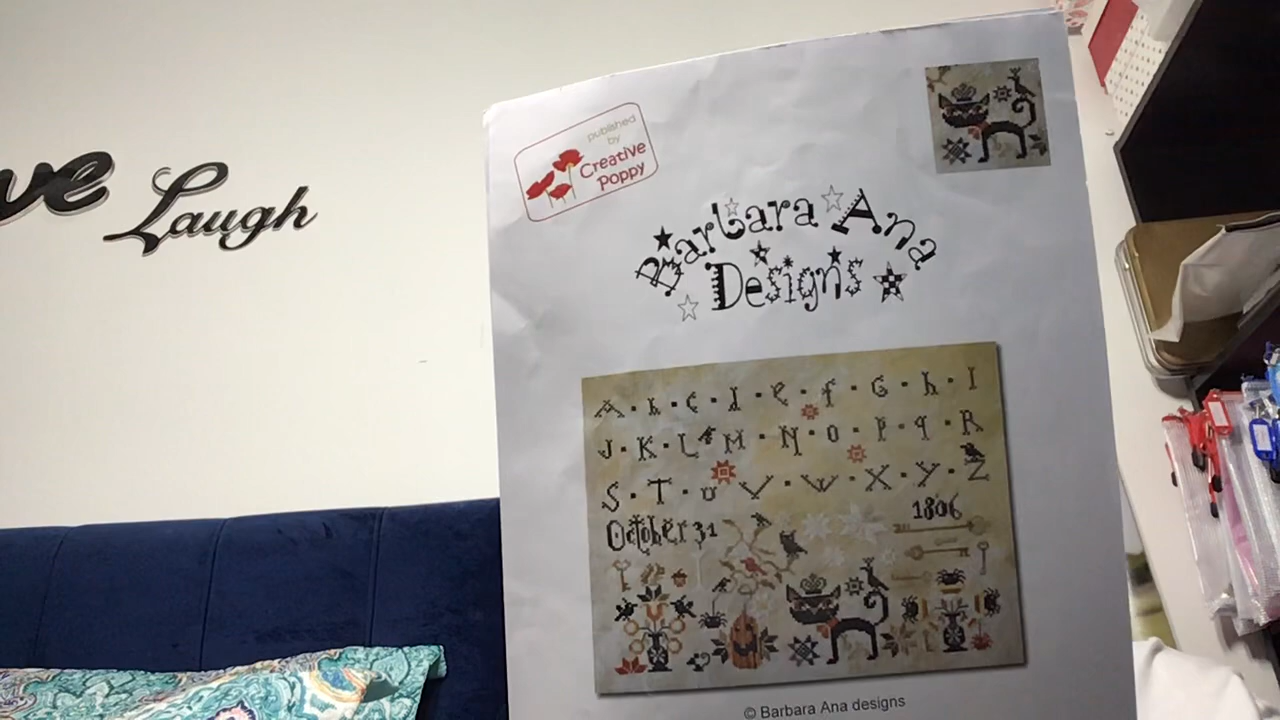 ve
Laugh
published
by
Creative
Poppy
Barbara Ana
Designs
A · b · c · d · e · f · G · h · I
J · K · L · M · N · O · P · q · R
S · T · U · V · W · X · Y · Z
October 31
1806
© Barbara Ana designs